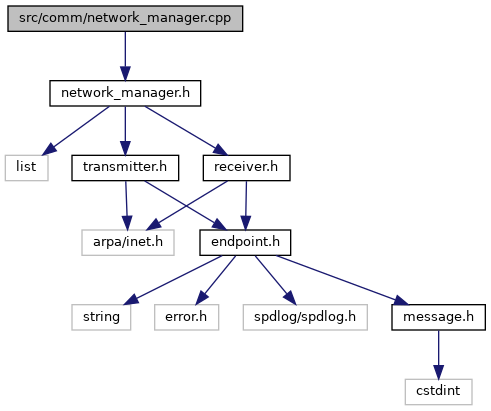 src/comm/network_manager.cpp
network_manager.h
list
transmitter.h
receiver.h
arpa/inet.h
endpoint.h
string
error.h
spdlog/spdlog.h
message.h
cstdint